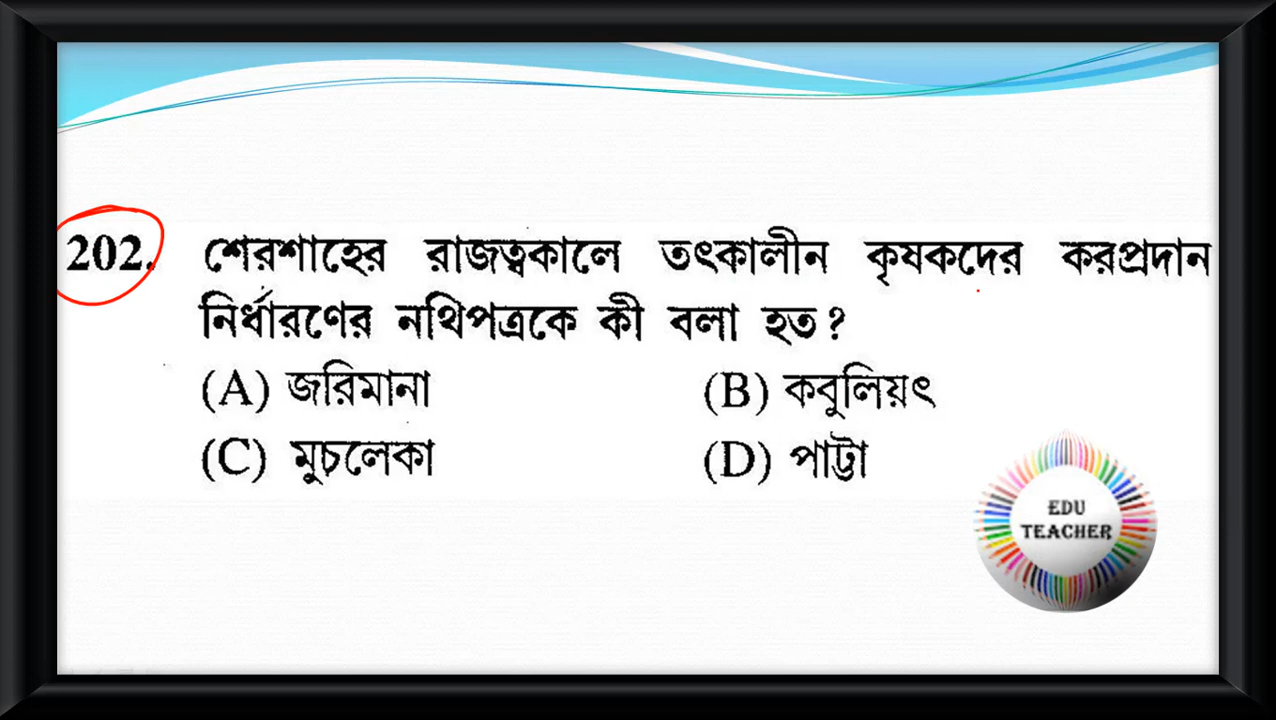 202. শেরশাহের রাজত্বকালে তৎকালীন কৃষকদের করপ্রদান
নির্ধারণের নথিপত্রকে কী বলা হত?
(A) জরিমানা (B) কবুলিয়ৎ
(C) মুচলেকা (D) পাট্টা
EDU
TEACHER